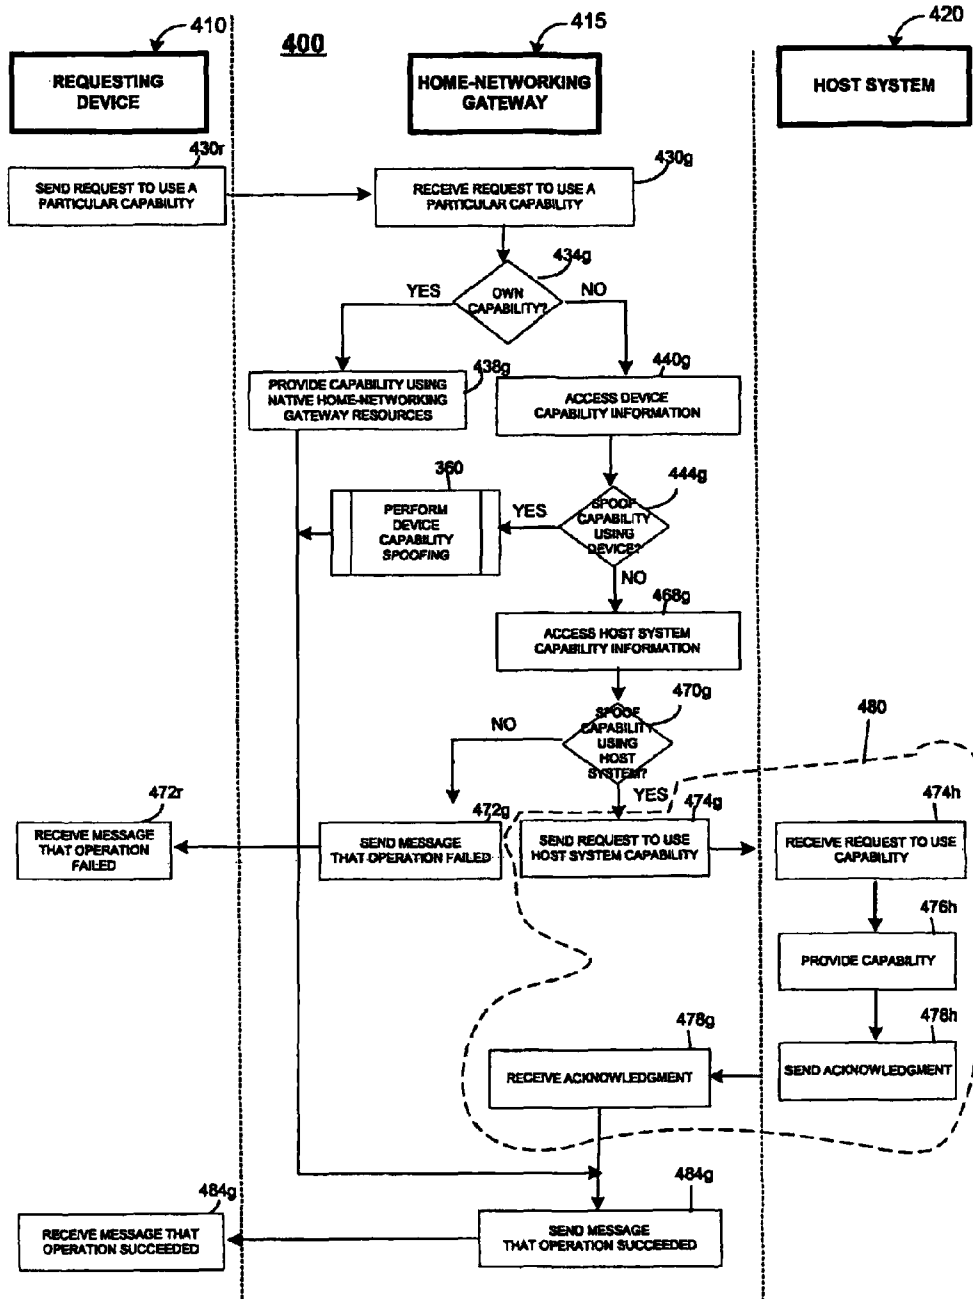 410
400
415
420
REQUESTING
DEVICE
HOME-NETWORKING
GATEWAY
HOST SYSTEM
430r
SEND REQUEST TO USE A
PARTICULAR CAPABILITY
430g
RECEIVE REQUEST TO USE A
PARTICULAR CAPABILITY
434g
YES
OWN
CAPABILITY?
NO
438g
PROVIDE CAPABILITY USING
NATIVE HOME-NETWORKING
GATEWAY RESOURCES
440g
ACCESS DEVICE
CAPABILITY INFORMATION
360
PERFORM
DEVICE
CAPABILITY
SPOOFING
YES
444g
SPOOF
CAPABILITY
USING
DEVICE?
NO
468g
ACCESS HOST SYSTEM
CAPABILITY INFORMATION
470g
NO
SPOOF
CAPABILITY
USING
HOST
SYSTEM?
YES
480
472r
RECEIVE MESSAGE
THAT OPERATION
FAILED
472g
SEND MESSAGE
THAT OPERATION FAILED
474g
SEND REQUEST TO USE
HOST SYSTEM CAPABILITY
474h
RECEIVE REQUEST TO USE
CAPABILITY
476h
PROVIDE CAPABILITY
478g
RECEIVE ACKNOWLEDGMENT
478h
SEND ACKNOWLEDGMENT
484g
RECEIVE MESSAGE THAT
OPERATION SUCCEEDED
484g
SEND MESSAGE
THAT OPERATION SUCCEEDED